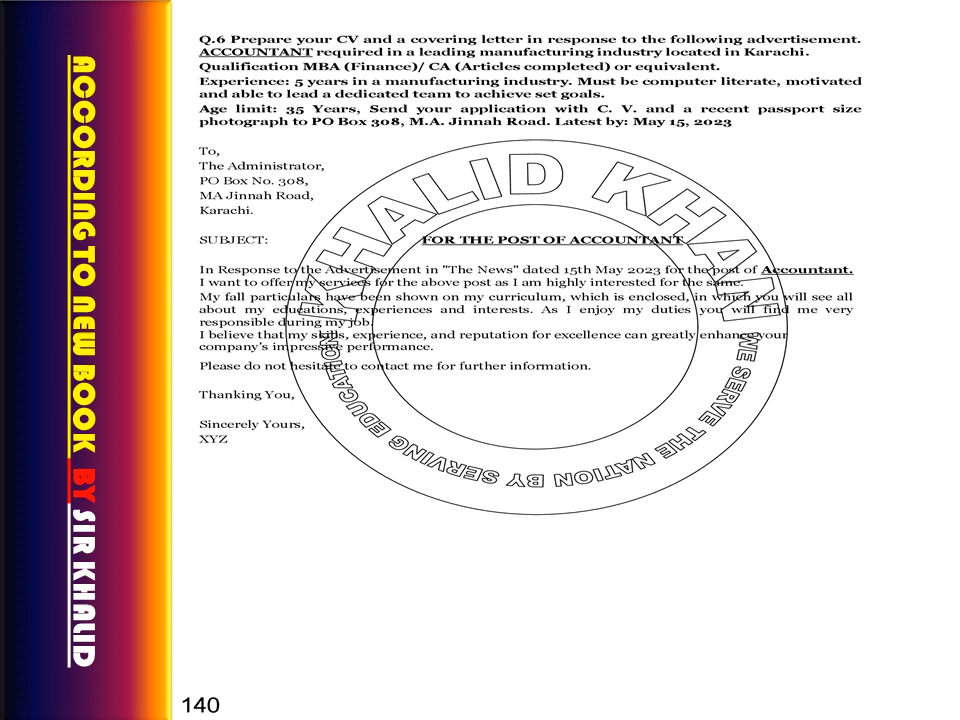 ACCORDING TO NEW BOOK BY SIR KHALID
Q.6 Prepare your CV and a covering letter in response to the following advertisement.
ACCOUNTANT required in a leading manufacturing industry located in Karachi.
Qualification MBA (Finance)/ CA (Articles completed) or equivalent.
Experience: 5 years in a manufacturing industry. Must be computer literate, motivated
and able to lead a dedicated team to achieve set goals.
Age limit: 35 Years, Send your application with C. V. and a recent passport size
photograph to PO Box 308, M.A. Jinnah Road. Latest by: May 15, 2023
To,
The Administrator,
PO Box No. 308,
MA Jinnah Road,
Karachi.
SUBJECT: FOR THE POST OF ACCOUNTANT
In Response to the Advertisement in "The News" dated 15th May 2023 for the post of Accountant.
I want to offer my services for the above post as I am highly interested for the same.
My fall particulars have been shown on my curriculum, which is enclosed, in which you will see all
about my educations, experiences and interests. As I enjoy my duties you will find me very
responsible during my job.
I believe that my skills, experience, and reputation for excellence can greatly enhance your
company's impressive performance.
Please do not hesitate to contact me for further information.
Thanking You,
Sincerely Yours,
XYZ
KHALID KHAN
WE SERVE THE NATION BY SERVING EDUCATION
140